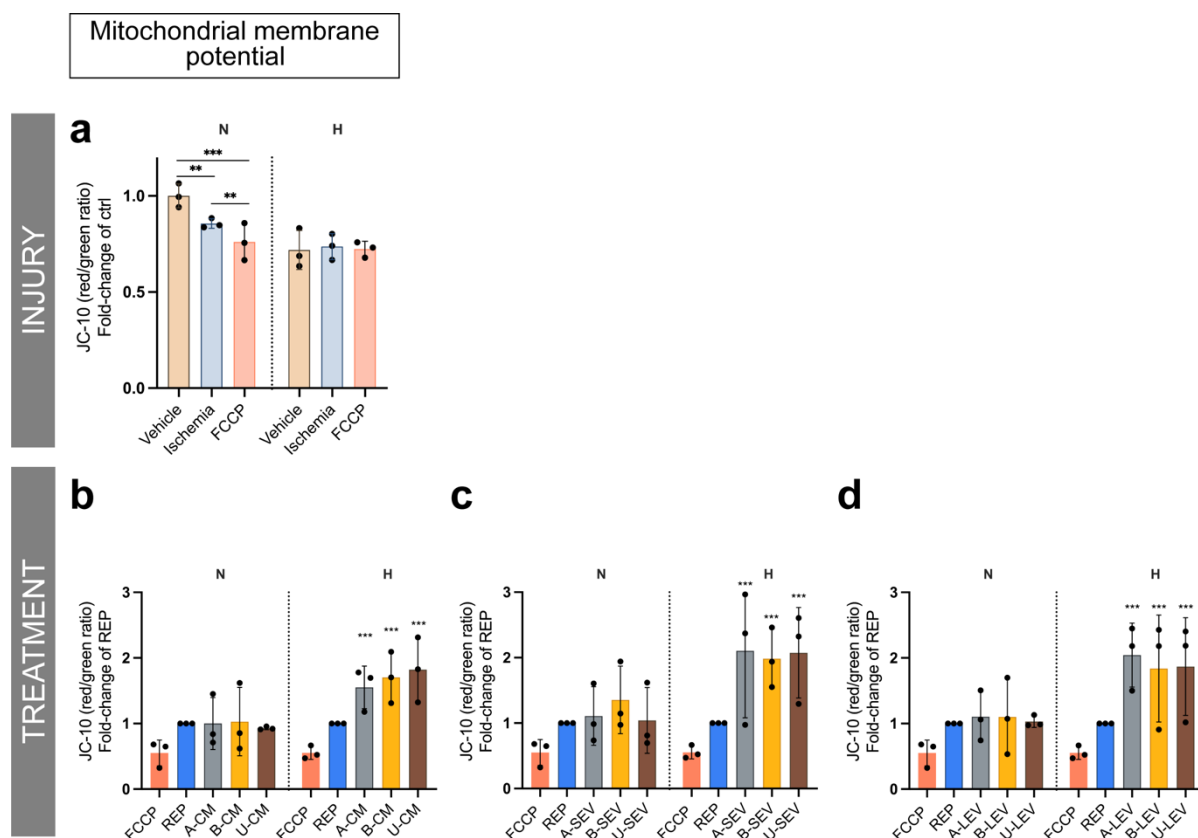 Mitochondrial membrane
potential
INJURY
a
N
H
***
**
**
JC-10 (red/green ratio)
Fold-change of ctrl
1.0
0.5
0.0
Vehicle
Ischemia
FCCP
Vehicle
Ischemia
FCCP
TREATMENT
b
N
H
JC-10 (red/green ratio)
Fold-change of REP
3
2
1
0
***
***
***
FCCP
REP
A-CM
B-CM
U-CM
FCCP
REP
A-CM
B-CM
U-CM
c
N
H
JC-10 (red/green ratio)
Fold-change of REP
3
2
1
0
***
***
***
FCCP
REP
A-SEV
B-SEV
U-SEV
FCCP
REP
A-SEV
B-SEV
U-SEV
d
N
H
JC-10 (red/green ratio)
Fold-change of REP
3
2
1
0
***
***
***
FCCP
REP
A-LEV
B-LEV
U-LEV
FCCP
REP
A-LEV
B-LEV
U-LEV